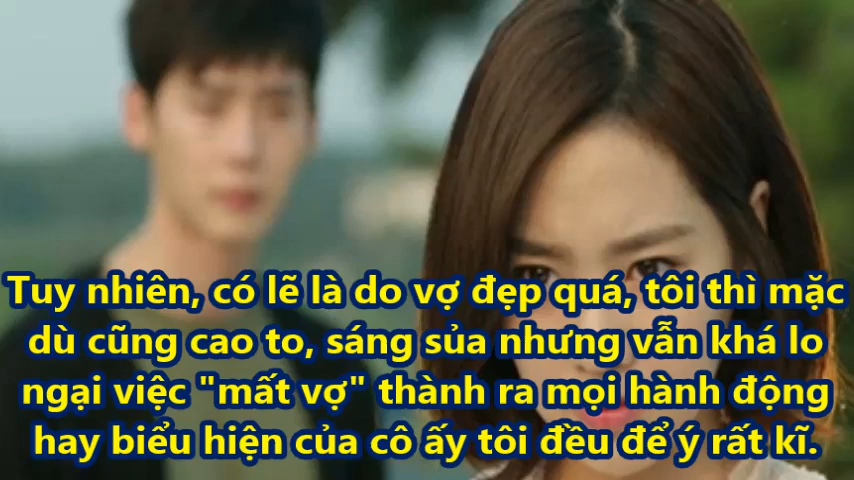 Tuy nhiên, có lẽ là do vợ đẹp quá, tôi thì mặc
dù cũng cao to, sáng sủa nhưng vẫn khá lo
ngại việc "mất vợ" thành ra mọi hành động
hay biểu hiện của cô ấy tôi đều để ý rất kĩ.